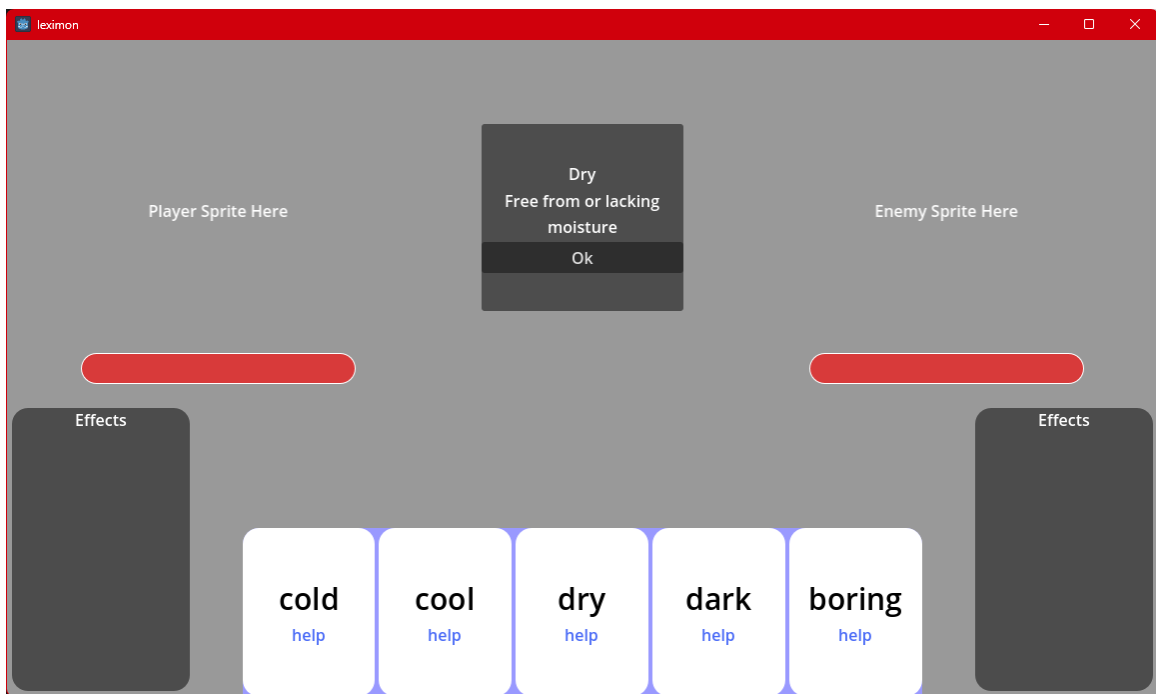 leximon
Dry
Free from or lacking
moisture
Ok
Player Sprite Here
Enemy Sprite Here
Effects
Effects
cold
help
cool
help
dry
help
dark
help
boring
help